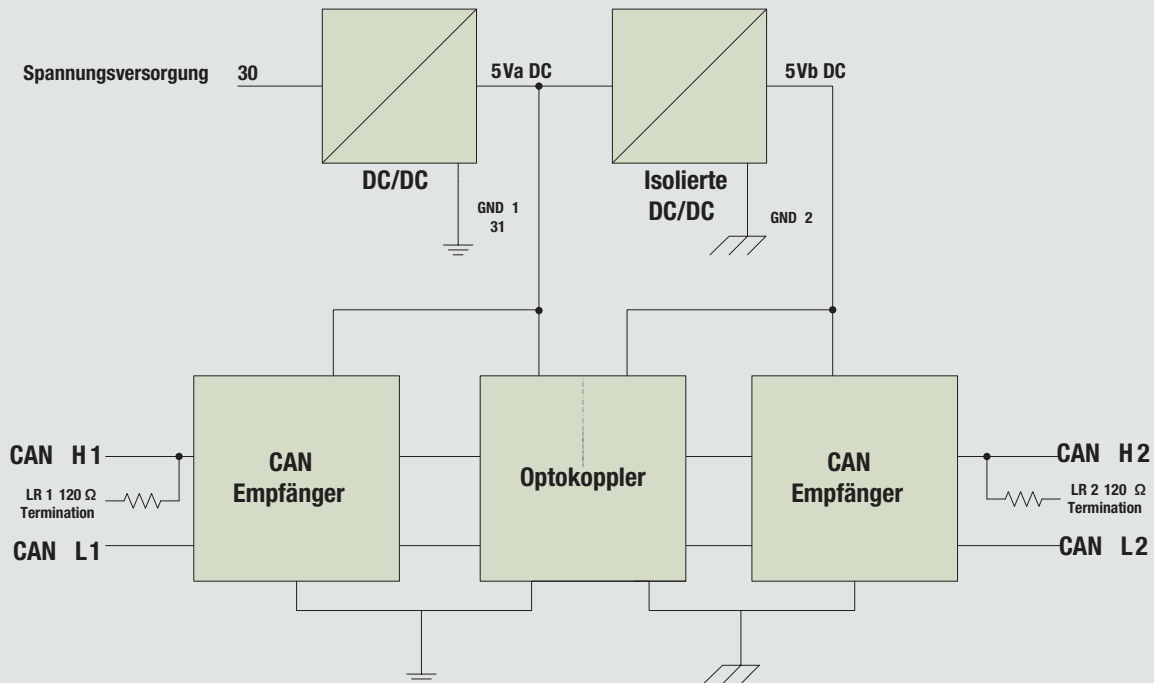 Spannungsversorgung 30
5Va DC
5Vb DC
DC/DC
GND 1
31
Isolierte
DC/DC
GND 2
CAN H1
LR 1 120 Ω
Termination
CAN L1
CAN
Empfänger
Optokoppler
CAN
Empfänger
CAN H2
LR 2 120 Ω
Termination
CAN L2